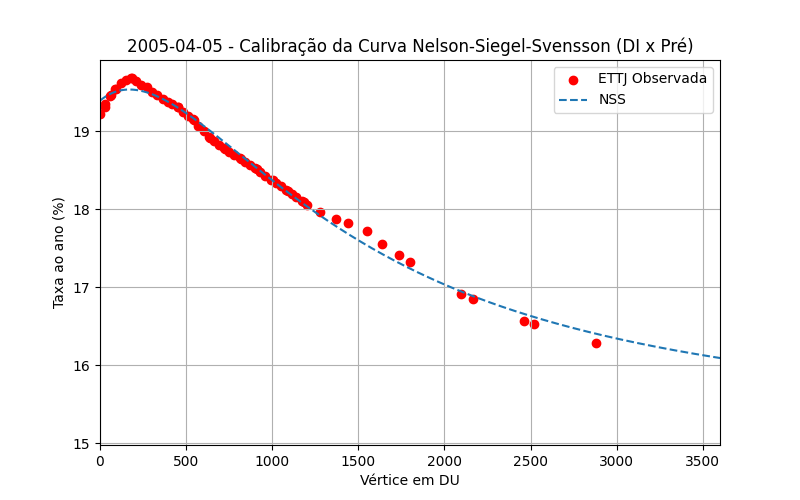 2005-04-05 - Calibração da Curva Nelson-Siegel-Svensson (DI x Pré)
ETTJ Observada
NSS
Taxa ao ano (%)
19
18
17
16
15
0 500 1000 1500 2000 2500 3000 3500
Vértice em DU